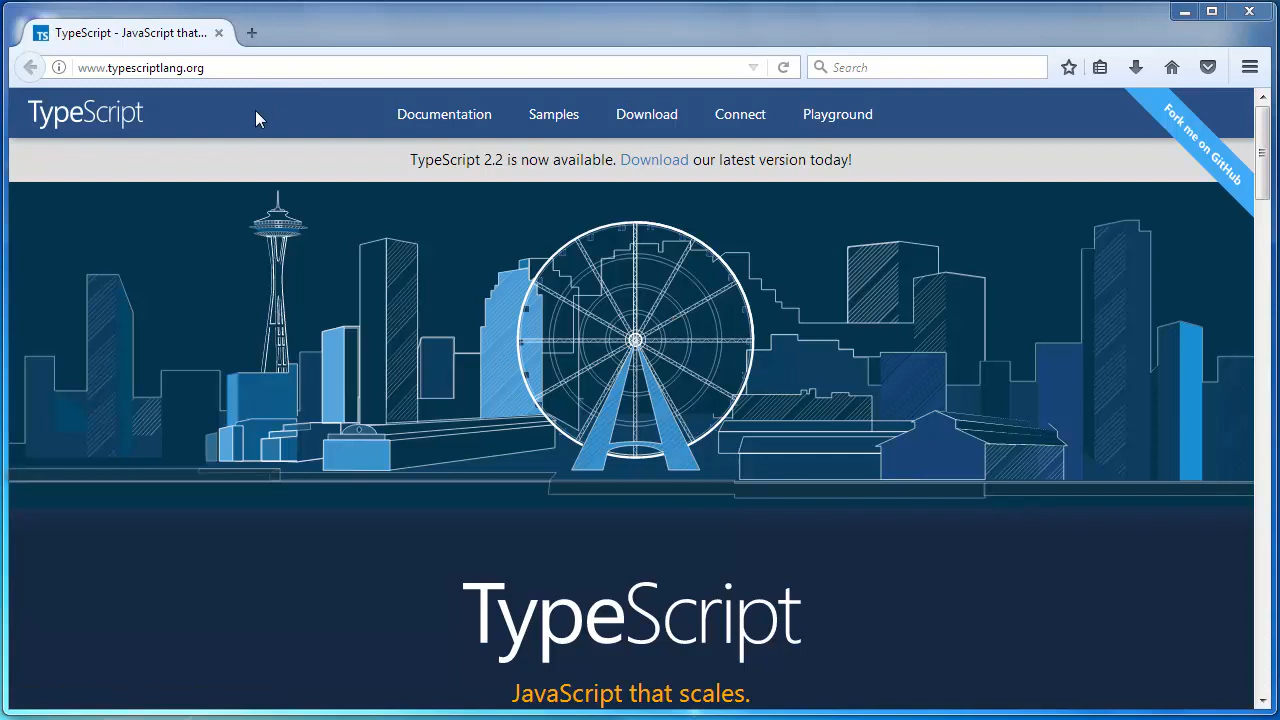 TS TypeScript - JavaScript that...
www.typescriptlang.org
Search
TypeScript
Documentation
Samples
Download
Connect
Playground
Fork me on GitHub
TypeScript 2.2 is now available. Download our latest version today!
TypeScript
JavaScript that scales.